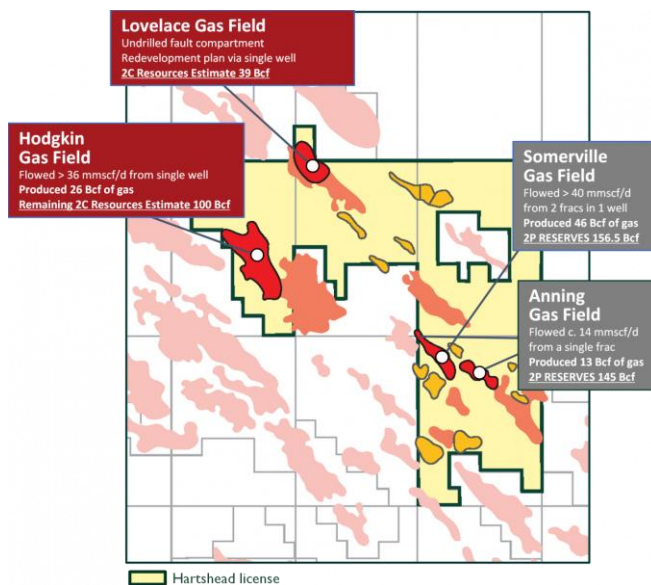 Lovelace Gas Field
Undrilled fault compartment
Redevelopment plan via single well
2C Resources Estimate 39 Bcf
Hodgkin
Gas Field
Flowed > 36 mmscf/d from single well
Produced 26 Bcf of gas
Remaining 2C Resources Estimate 100 Bcf
Somerville
Gas Field
Flowed > 40 mmscf/d
from 2 fracs in 1 well
Produced 46 Bcf of gas
2P RESERVES 156.5 Bcf
Anning
Gas Field
Flowed c. 14 mmscf/d
from a single frac
Produced 13 Bcf of gas
2P RESERVES 145 Bcf
Hartshead license